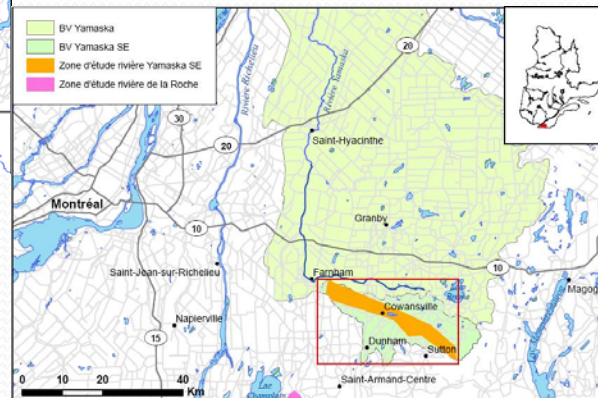 BV Yamaska
BV Yamaska SE
Zone d'étude rivière Yamaska SE
Zone d'étude rivière de la Roche
Rivière Richelieu
Rivière Yamaska
20
30
20
Saint-Hyacinthe
Montréal
10
Granby
Saint-Jean-sur-Richelieu
Farnham
10
Magog
Cowansville
Napierville
15
Dunham
Sutton
Saint-Armand-Centre
Lac
Champlain
0 10 20 40
Km